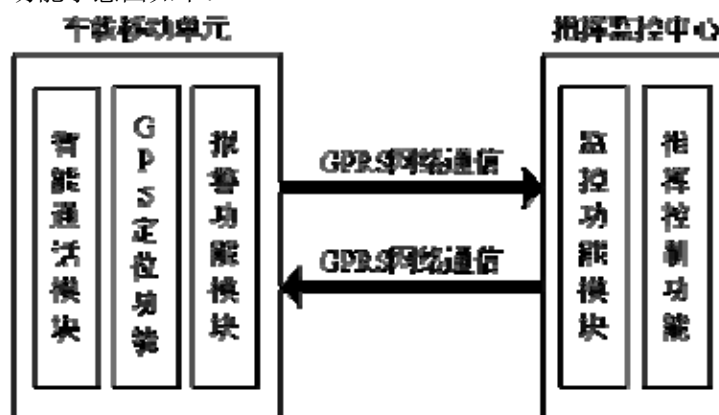 车载移动单元
指挥监控中心
智能通话模块
GPS定位功能
报警功能模块
GPRS网络通信
GPRS网络通信
监控功能模块
指挥控制功能